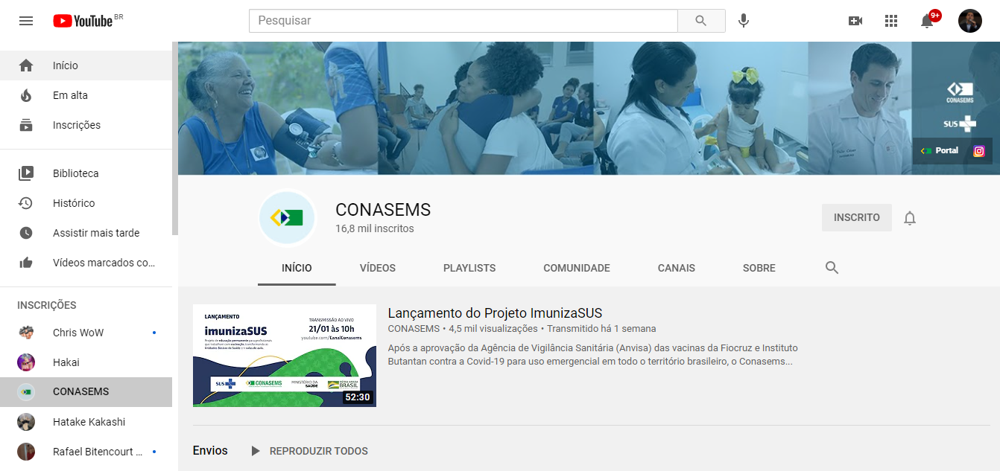 YouTube BR
Pesquisar
9+
Início
Em alta
Inscrições
Biblioteca
Histórico
Assistir mais tarde
Vídeos marcados co...
INSCRIÇÕES
Chris WoW
Hakai
CONASEMS
Hatake Kakashi
Rafael Bitencourt ...
CONASEMS
SUS
Portal
CONASEMS
16,8 mil inscritos
INSCRITO
INÍCIO
VÍDEOS
PLAYLISTS
COMUNIDADE
CANAIS
SOBRE
LANÇAMENTO
imunizaSUS
Projeto de educação permanente para profissionais
que trabalham com vacinação, transformando as
Unidades Básicas de Saúde em salas de aula.
TRANSMISSÃO AO VIVO
21/01 às 10h
youtube.com/CanalConasems
SUS
CONASEMS
MINISTÉRIO DA
SAÚDE
PÁTRIA AMADA
BRASIL
52:30
Lançamento do Projeto ImunizaSUS
CONASEMS • 4,5 mil visualizações • Transmitido há 1 semana
Após a aprovação da Agência de Vigilância Sanitária (Anvisa) das vacinas da Fiocruz e Instituto
Butantan contra a Covid-19 para uso emergencial em todo o território brasileiro, o Conasems...
Envios
REPRODUZIR TODOS